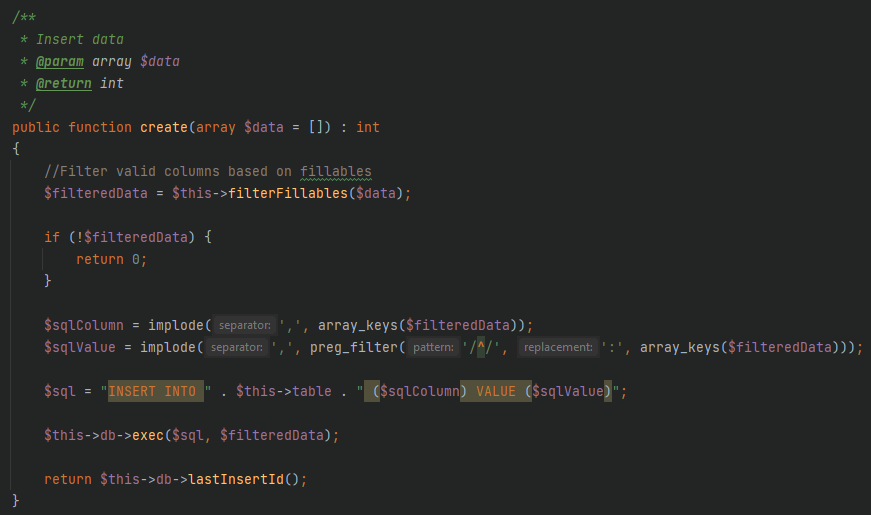 /**
 * Insert data
 * @param array $data
 * @return int
 */
public function create(array $data = []) : int
{
    //Filter valid columns based on fillables
    $filteredData = $this->filterFillables($data);

    if (!$filteredData) {
        return 0;
    }

    $sqlColumn = implode( separator: ',', array_keys($filteredData));
    $sqlValue = implode( separator: ',', preg_filter( pattern: '/^/', replacement: ':', array_keys($filteredData)));

    $sql = "INSERT INTO " . $this->table . " ($sqlColumn) VALUE ($sqlValue)";

    $this->db->exec($sql, $filteredData);

    return $this->db->lastInsertId();
}